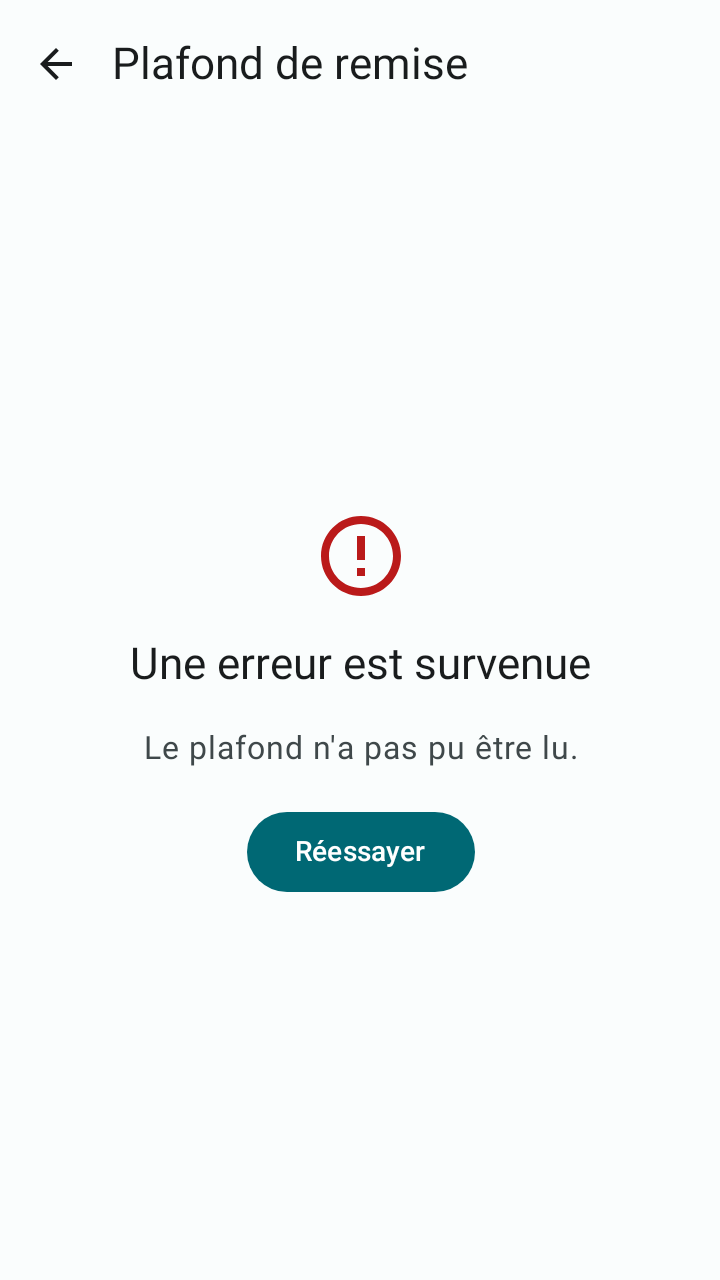 Plafond de remise
Une erreur est survenue
Le plafond n'a pas pu être lu.
Réessayer